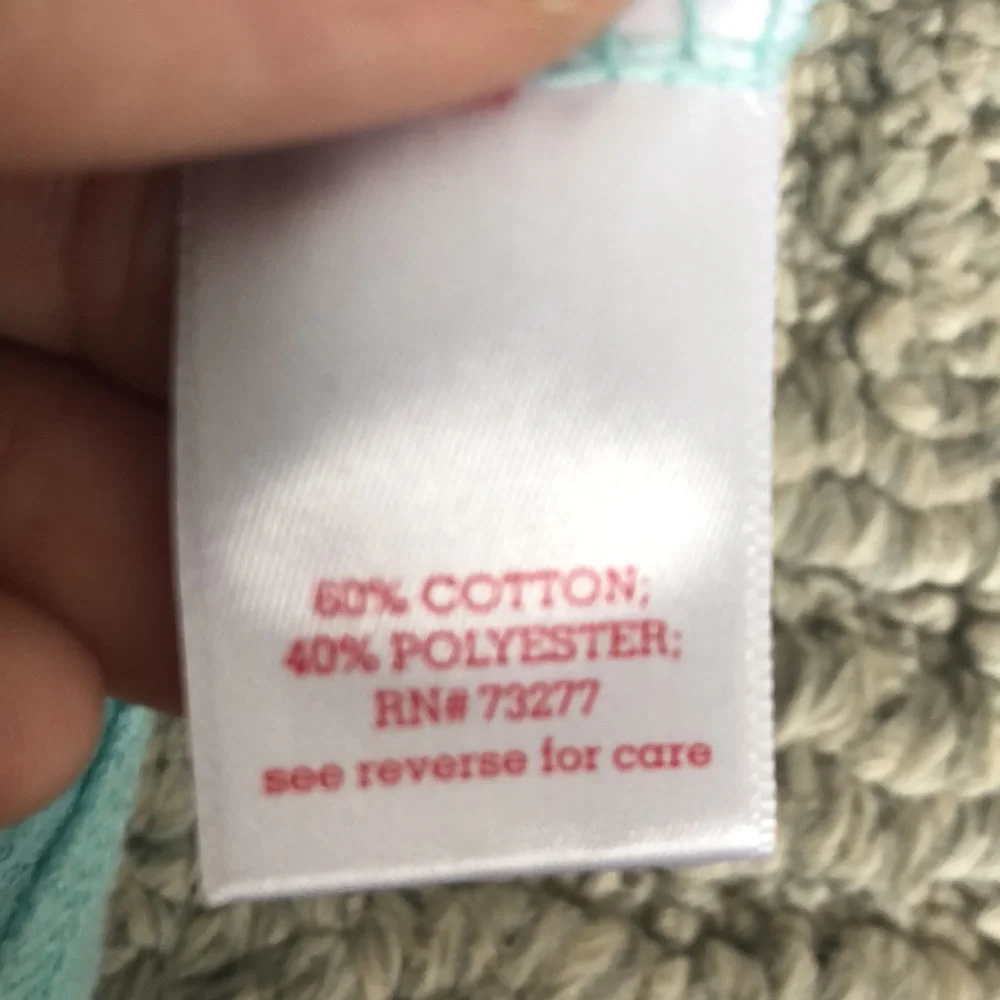 60% COTTON;
40% POLYESTER;
RN# 73277
see reverse for care